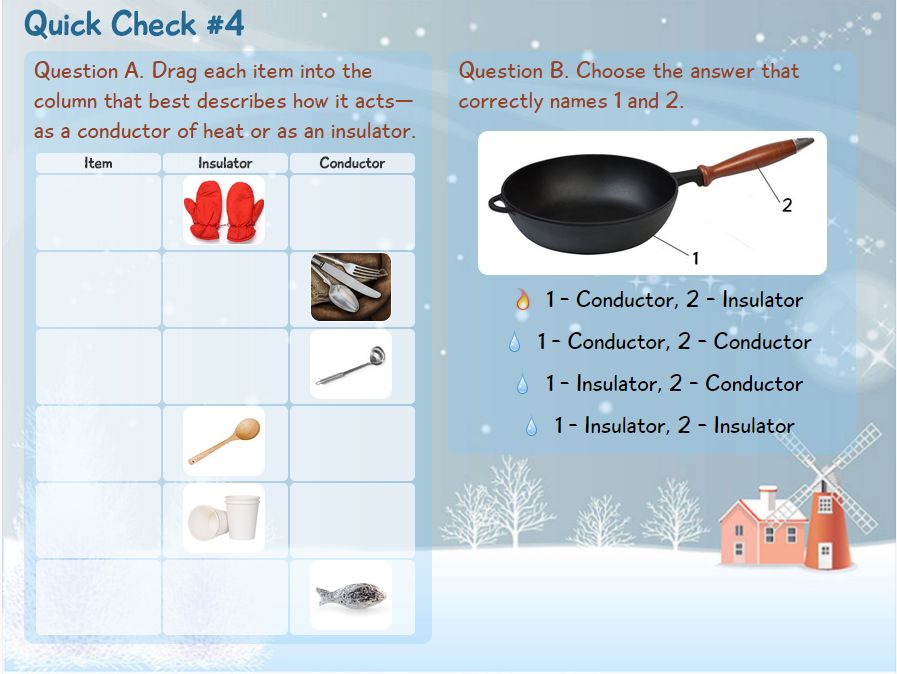 Quick Check #4
Question A. Drag each item into the
column that best describes how it acts—
as a conductor of heat or as an insulator.
Item Insulator Conductor
Question B. Choose the answer that
correctly names 1 and 2.
2
1
1 - Conductor, 2 - Insulator
1 - Conductor, 2 - Conductor
1 - Insulator, 2 - Conductor
1 - Insulator, 2 - Insulator